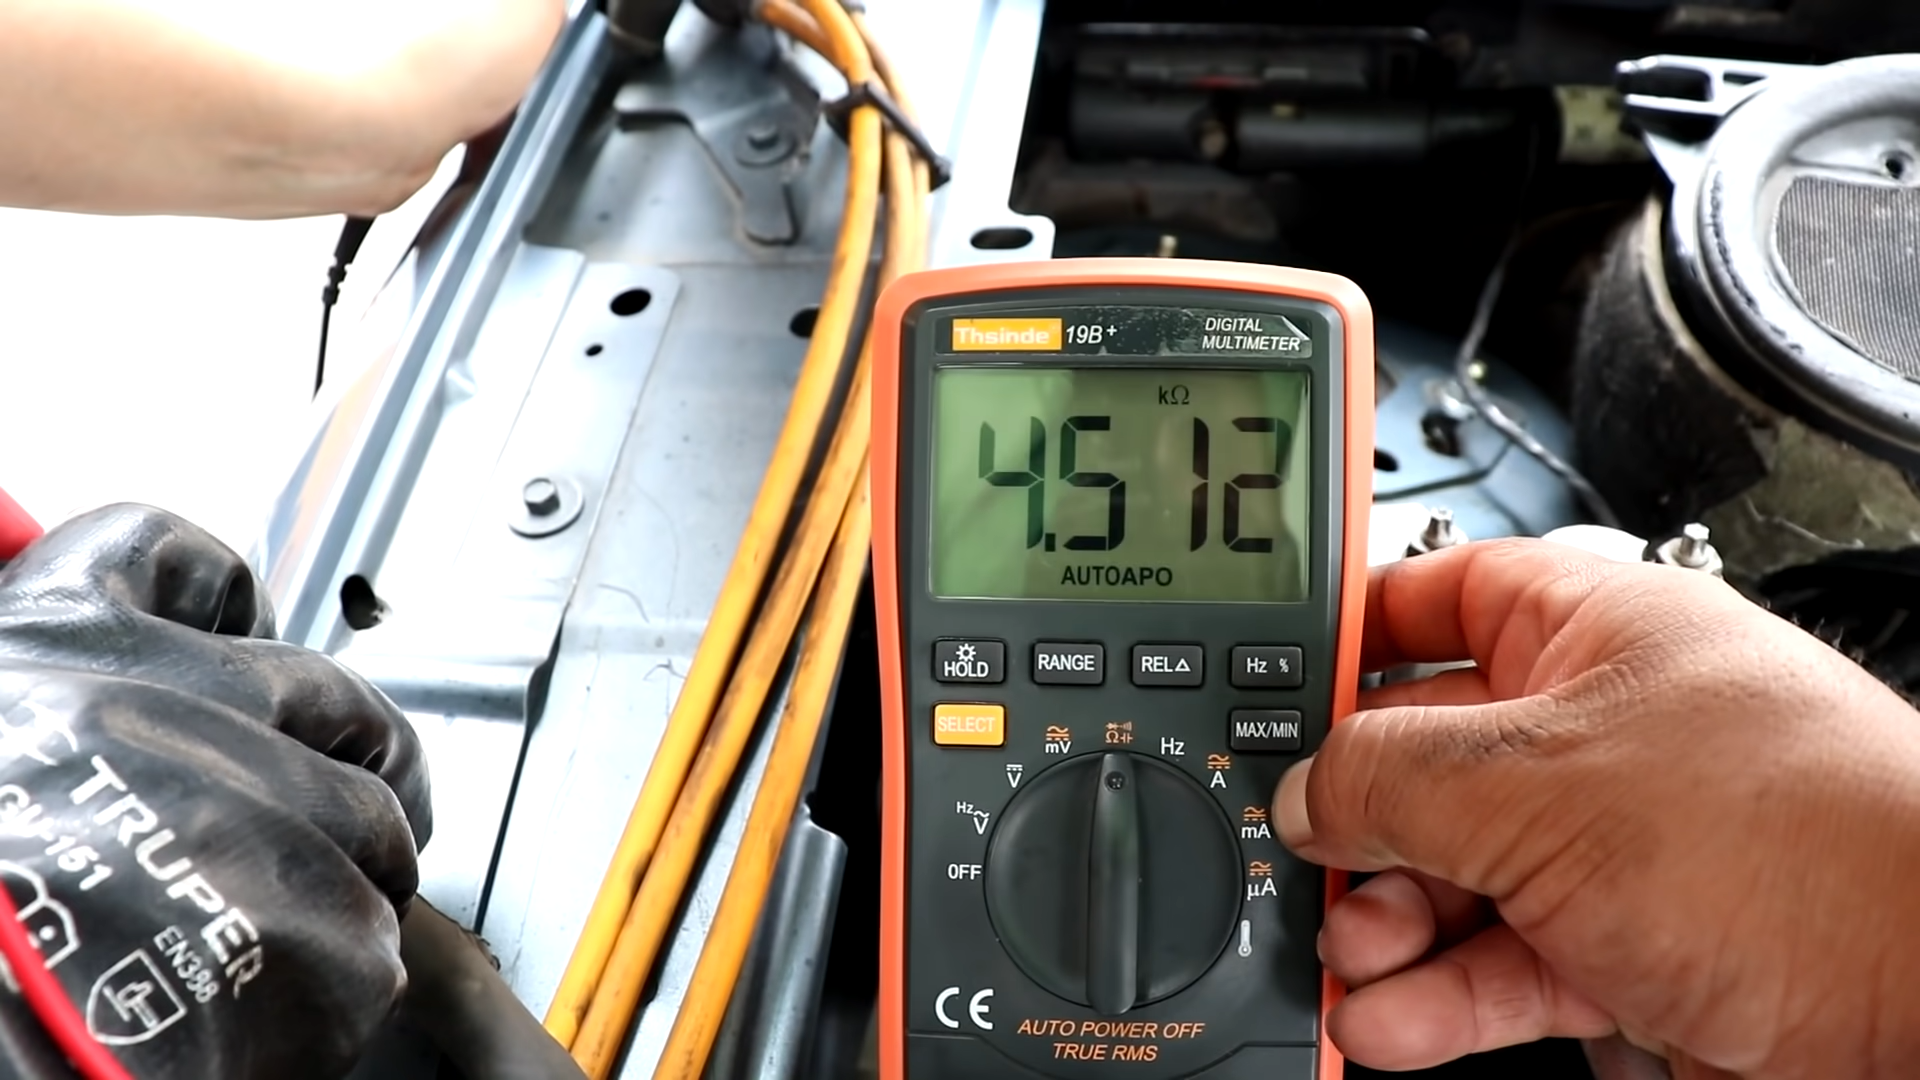 Thsinde 19B+
DIGITAL
MULTIMETER
kΩ
4.512
AUTOAPO
HOLD
RANGE
REL△
Hz %
SELECT
MAX/MIN
mV
Ω
Hz
V
A
Hz
V
mA
OFF
μA
CE
AUTO POWER OFF
TRUE RMS
TRUPER
EN388